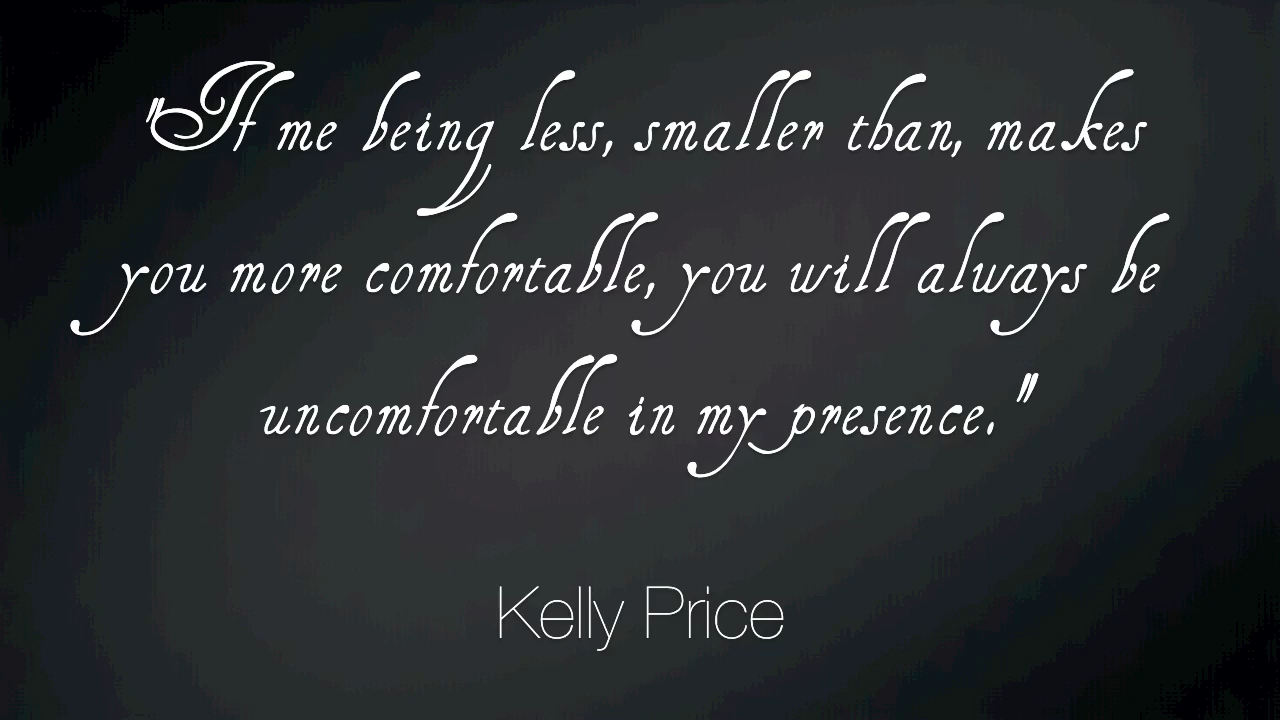 "If me being less, smaller than, makes
you more comfortable, you will always be
uncomfortable in my presence."
Kelly Price